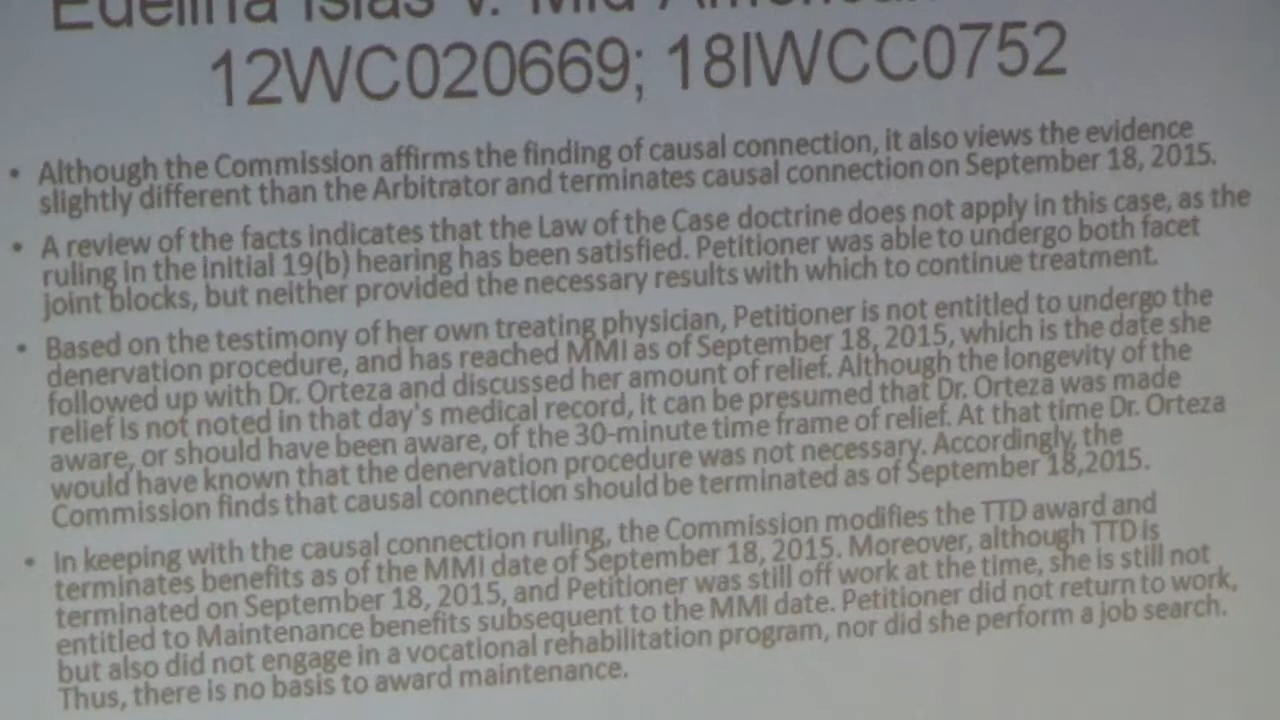 Islas v. Mid
12WC020669; 18IWCC0752
• Although the Commission affirms the finding of causal connection, it also views the evidence
slightly different than the Arbitrator and terminates causal connection on September 18, 2015.
• A review of the facts indicates that the Law of the Case doctrine does not apply in this case, as the
ruling in the initial 19(b) hearing has been satisfied. Petitioner was able to undergo both facet
joint blocks, but neither provided the necessary results with which to continue treatment.
• Based on the testimony of her own treating physician, Petitioner is not entitled to undergo the
denervation procedure, and has reached MMI as of September 18, 2015, which is the date she
followed up with Dr. Orteza and discussed her amount of relief. Although the longevity of the
relief is not noted in that day's medical record, it can be presumed that Dr. Orteza was made
aware, or should have been aware, of the 30-minute time frame of relief. At that time Dr. Orteza
would have known that the denervation procedure was not necessary. Accordingly, the
Commission finds that causal connection should be terminated as of September 18,2015.
• In keeping with the causal connection ruling, the Commission modifies the TTD award and
terminates benefits as of the MMI date of September 18, 2015. Moreover, although TTD is
terminated on September 18, 2015, and Petitioner was still off work at the time, she is still not
entitled to Maintenance benefits subsequent to the MMI date. Petitioner did not return to work,
but also did not engage in a vocational rehabilitation program, nor did she perform a job search.
Thus, there is no basis to award maintenance.